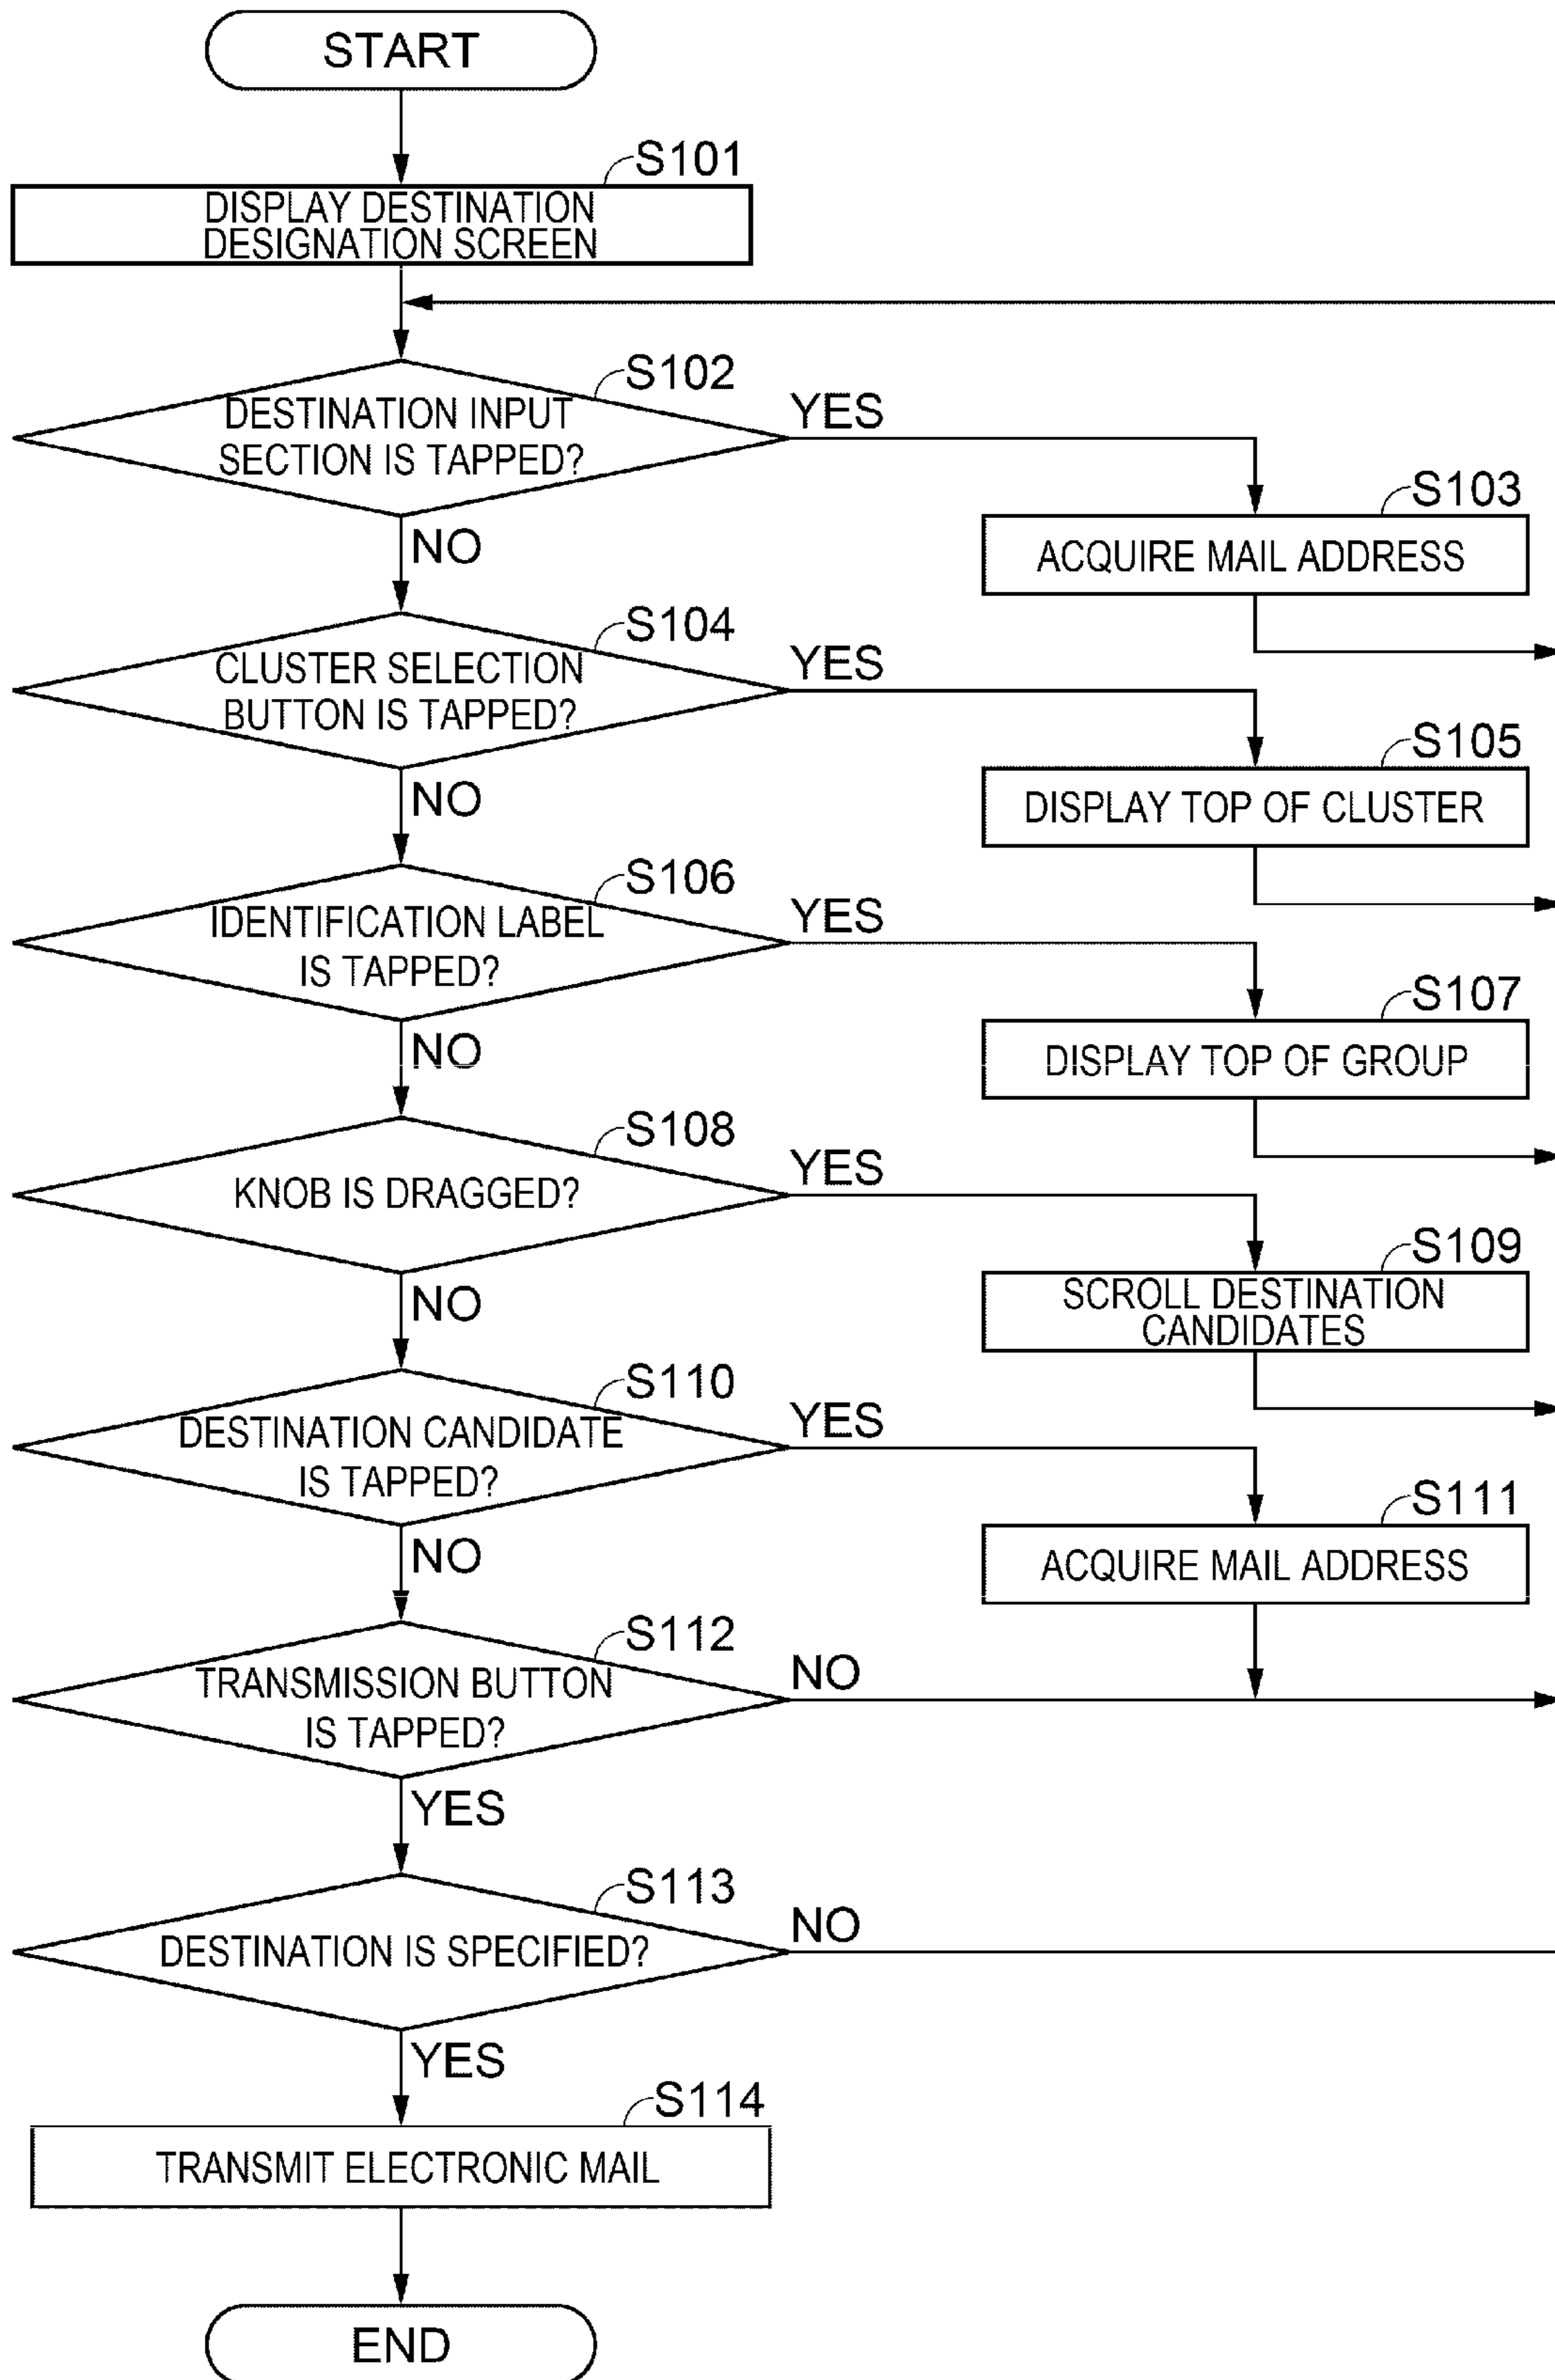 START
S101
DISPLAY DESTINATION
DESIGNATION SCREEN
S102
DESTINATION INPUT
SECTION IS TAPPED?
YES
NO
S103
ACQUIRE MAIL ADDRESS
S104
CLUSTER SELECTION
BUTTON IS TAPPED?
YES
NO
S105
DISPLAY TOP OF CLUSTER
S106
IDENTIFICATION LABEL
IS TAPPED?
YES
NO
S107
DISPLAY TOP OF GROUP
S108
KNOB IS DRAGGED?
YES
NO
S109
SCROLL DESTINATION
CANDIDATES
S110
DESTINATION CANDIDATE
IS TAPPED?
YES
NO
S111
ACQUIRE MAIL ADDRESS
S112
TRANSMISSION BUTTON
IS TAPPED?
NO
YES
S113
DESTINATION IS SPECIFIED?
NO
YES
S114
TRANSMIT ELECTRONIC MAIL
END